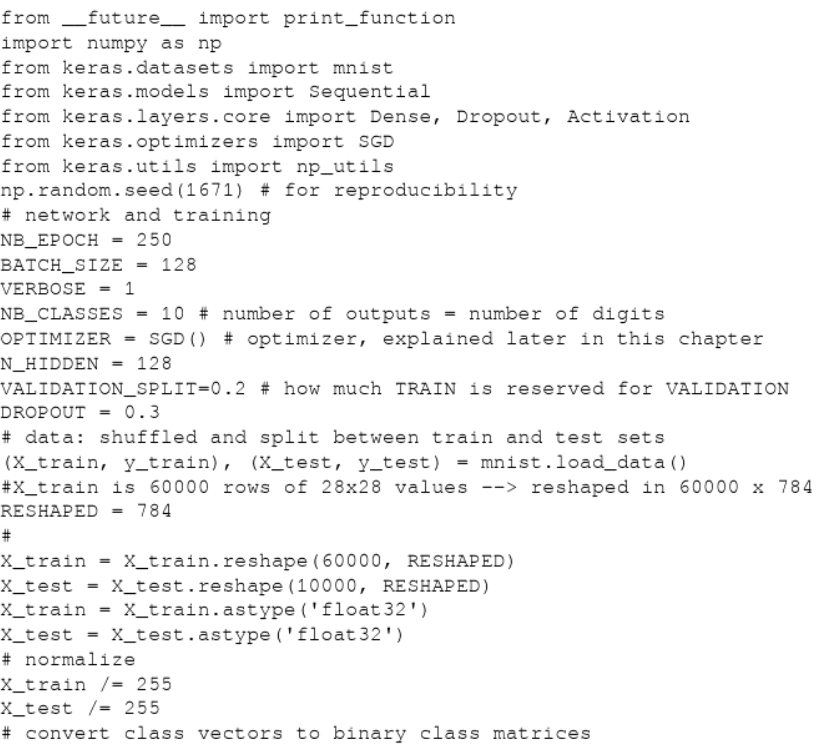 from __future__ import print_function
import numpy as np
from keras.datasets import mnist
from keras.models import Sequential
from keras.layers.core import Dense, Dropout, Activation
from keras.optimizers import SGD
from keras.utils import np_utils
np.random.seed(1671) # for reproducibility
# network and training
NB_EPOCH = 250
BATCH_SIZE = 128
VERBOSE = 1
NB_CLASSES = 10 # number of outputs = number of digits
OPTIMIZER = SGD() # optimizer, explained later in this chapter
N_HIDDEN = 128
VALIDATION_SPLIT=0.2 # how much TRAIN is reserved for VALIDATION
DROPOUT = 0.3
# data: shuffled and split between train and test sets
(X_train, y_train), (X_test, y_test) = mnist.load_data()
#X_train is 60000 rows of 28x28 values --> reshaped in 60000 x 784
RESHAPED = 784
#
X_train = X_train.reshape(60000, RESHAPED)
X_test = X_test.reshape(10000, RESHAPED)
X_train = X_train.astype('float32')
X_test = X_test.astype('float32')
# normalize
X_train /= 255
X_test /= 255
# convert class vectors to binary class matrices